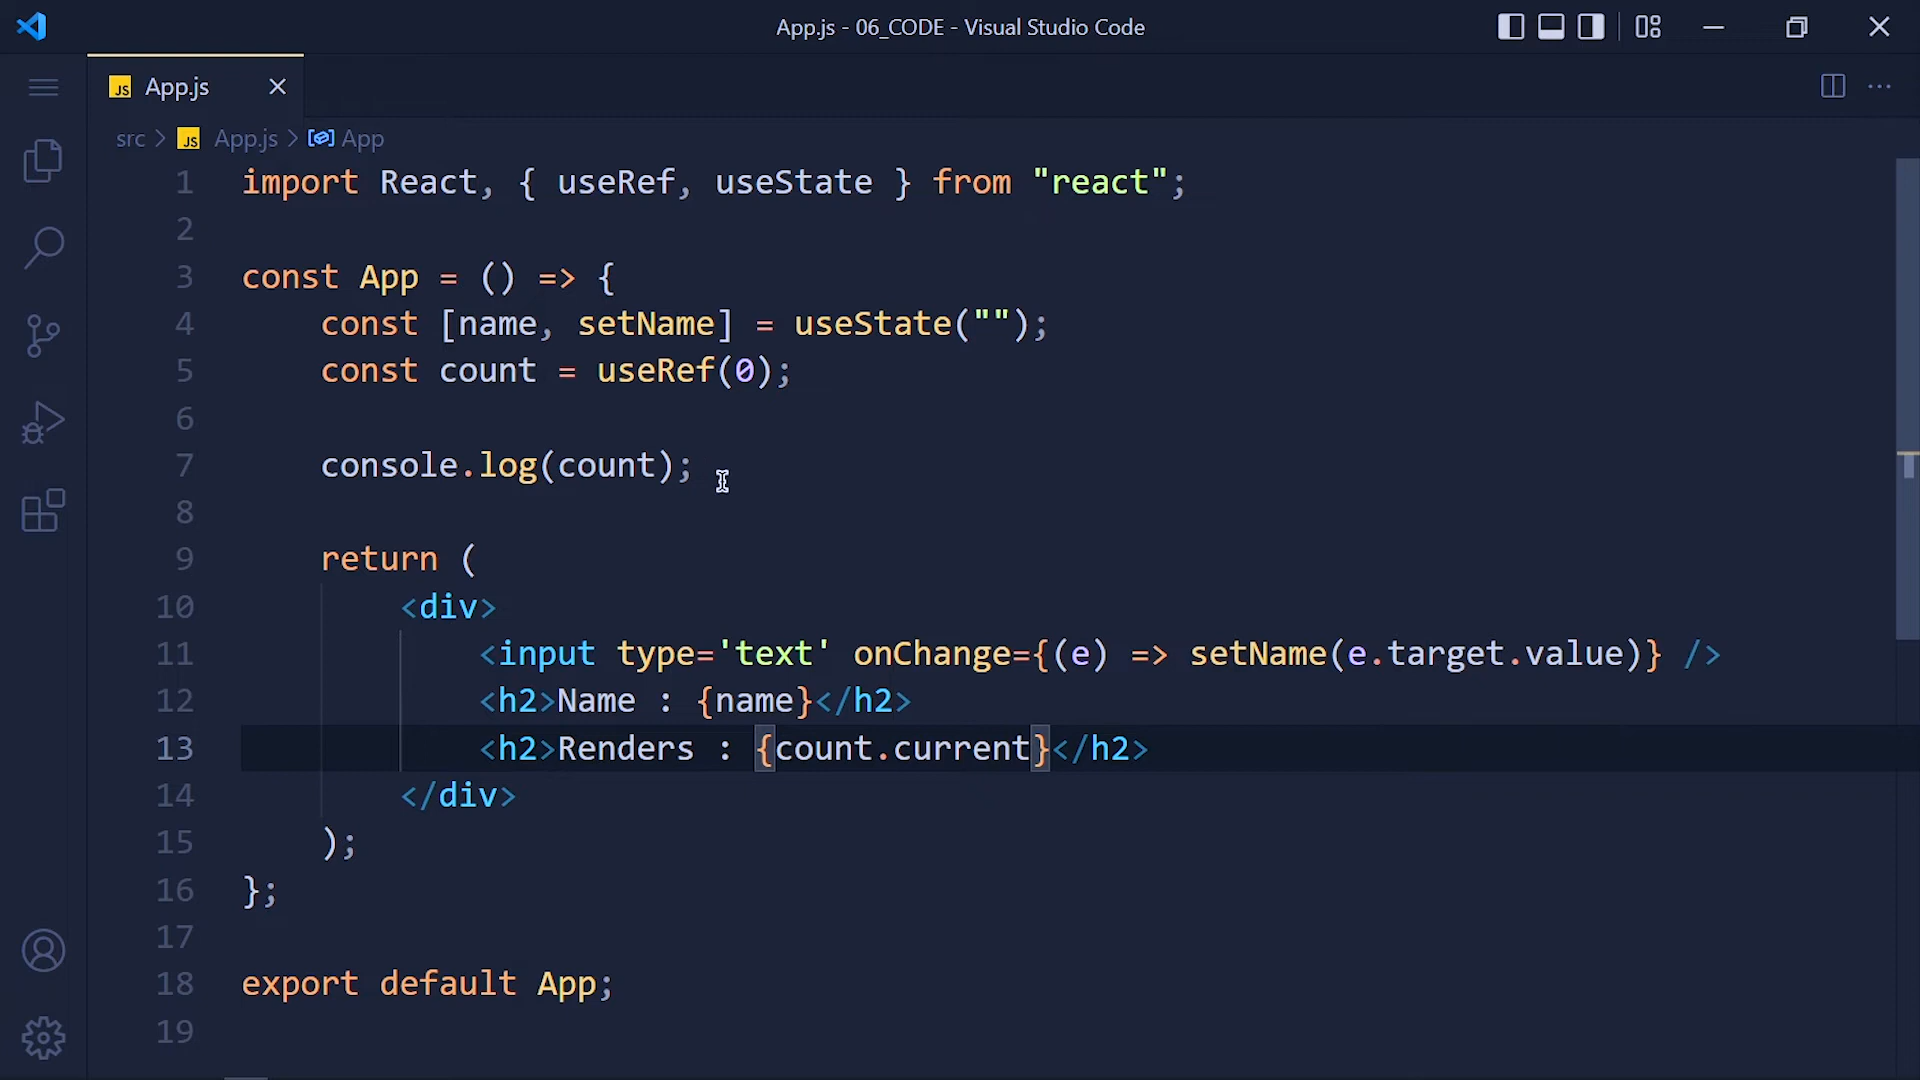 App.js - 06_CODE - Visual Studio Code
JS App.js
src > JS App.js > App
1 import React, { useRef, useState } from "react";
2
3 const App = () => {
4 const [name, setName] = useState("");
5 const count = useRef(0);
6
7 console.log(count);
8
9 return (
10 <div>
11 <input type='text' onChange={(e) => setName(e.target.value)} />
12 <h2>Name : {name}</h2>
13 <h2>Renders : {count.current}</h2>
14 </div>
15 );
16 };
17
18 export default App;
19